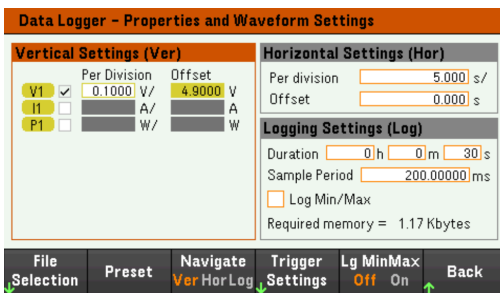 Data Logger - Properties and Waveform Settings
Vertical Settings (Ver)
Per Division Offset
V1 0.1000 V/ 4.9000 V
I1 A/ A
P1 W/ W
Horizontal Settings (Hor)
Per division 5.000 s/
Offset 0.000 s
Logging Settings (Log)
Duration 0 h 0 m 30 s
Sample Period 200.00000 ms
Log Min/Max
Required memory = 1.17 Kbytes
File Selection
Preset
Navigate
Ver Hor Log
Trigger Settings
Lg MinMax
Off On
Back